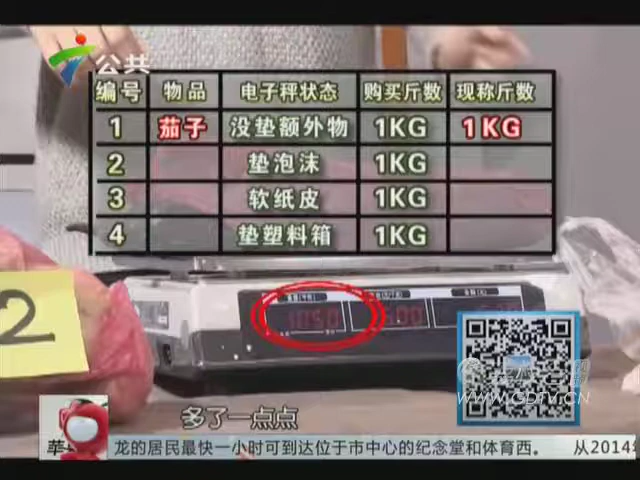 公共
编号 物品 电子秤状态 购买斤数 现称斤数
1 茄子 没垫额外物 1KG 1KG
2 垫泡沫 1KG
3 软纸皮 1KG
4 垫塑料箱 1KG
2
1050
WWW.GDTV.CN
多了一点点
龙的居民最快一小时可到达位于市中心的纪念堂和体育西。 从2014